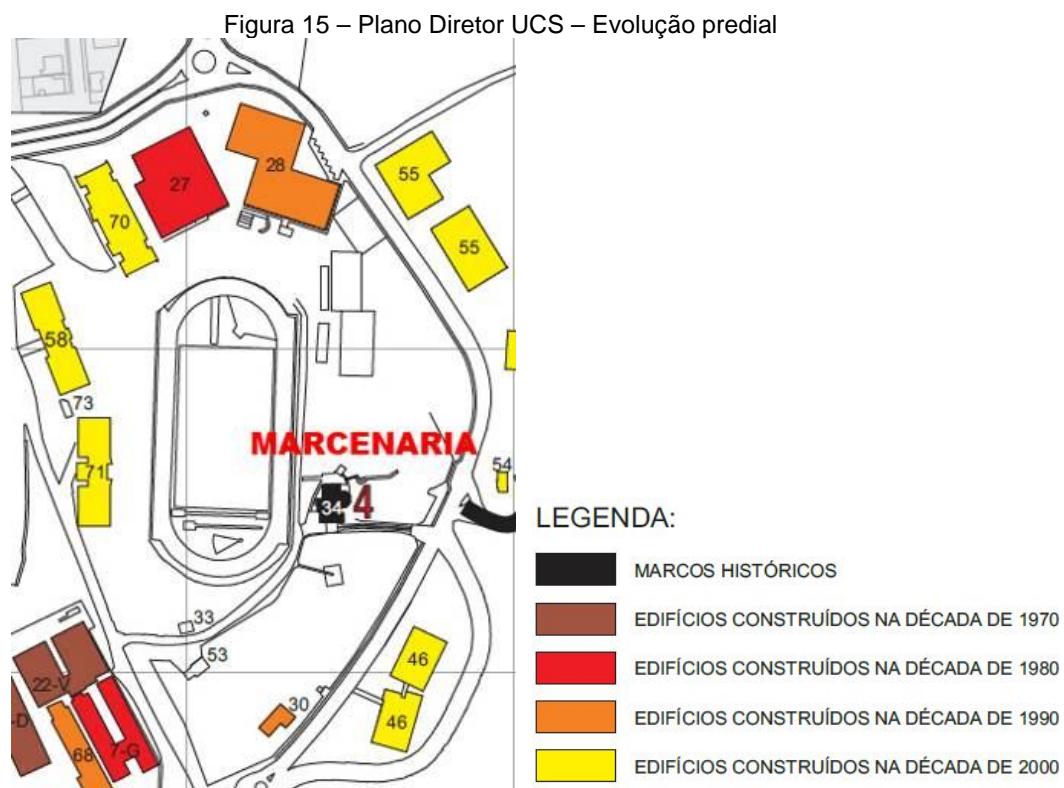 Figura 15 – Plano Diretor UCS – Evolução predial
28
55
27
70
55
58
73
MARCENARIA
71
54
34
4
33
53
46
22-V
30
-D
46
68
7-G
LEGENDA:
MARCOS HISTÓRICOS
EDIFÍCIOS CONSTRUÍDOS NA DÉCADA DE 1970
EDIFÍCIOS CONSTRUÍDOS NA DÉCADA DE 1980
EDIFÍCIOS CONSTRUÍDOS NA DÉCADA DE 1990
EDIFÍCIOS CONSTRUÍDOS NA DÉCADA DE 2000